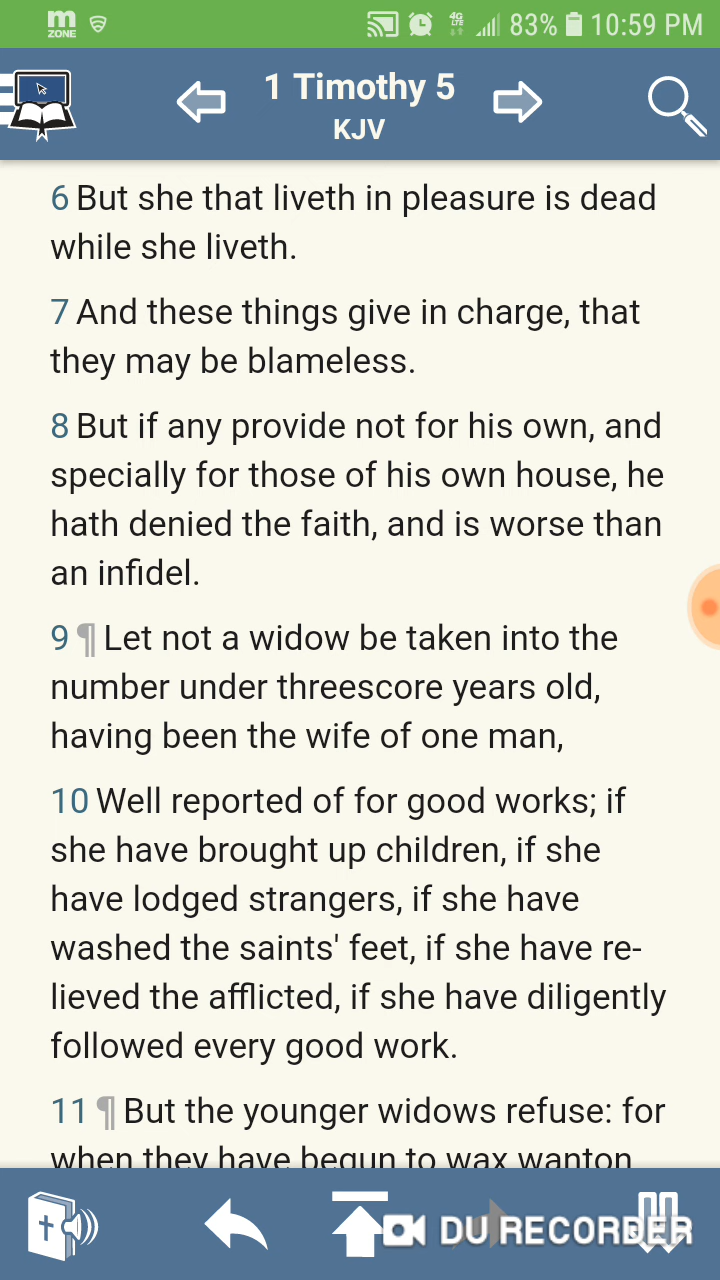 m
ZONE
4G
LTE
83%
10:59 PM
1 Timothy 5
KJV
6 But she that liveth in pleasure is dead
while she liveth.
7 And these things give in charge, that
they may be blameless.
8 But if any provide not for his own, and
specially for those of his own house, he
hath denied the faith, and is worse than
an infidel.
9 ¶ Let not a widow be taken into the
number under threescore years old,
having been the wife of one man,
10 Well reported of for good works; if
she have brought up children, if she
have lodged strangers, if she have
washed the saints' feet, if she have re-
lieved the afflicted, if she have diligently
followed every good work.
11 ¶ But the younger widows refuse: for
when they have begun to wax wanton
DU RECORDER